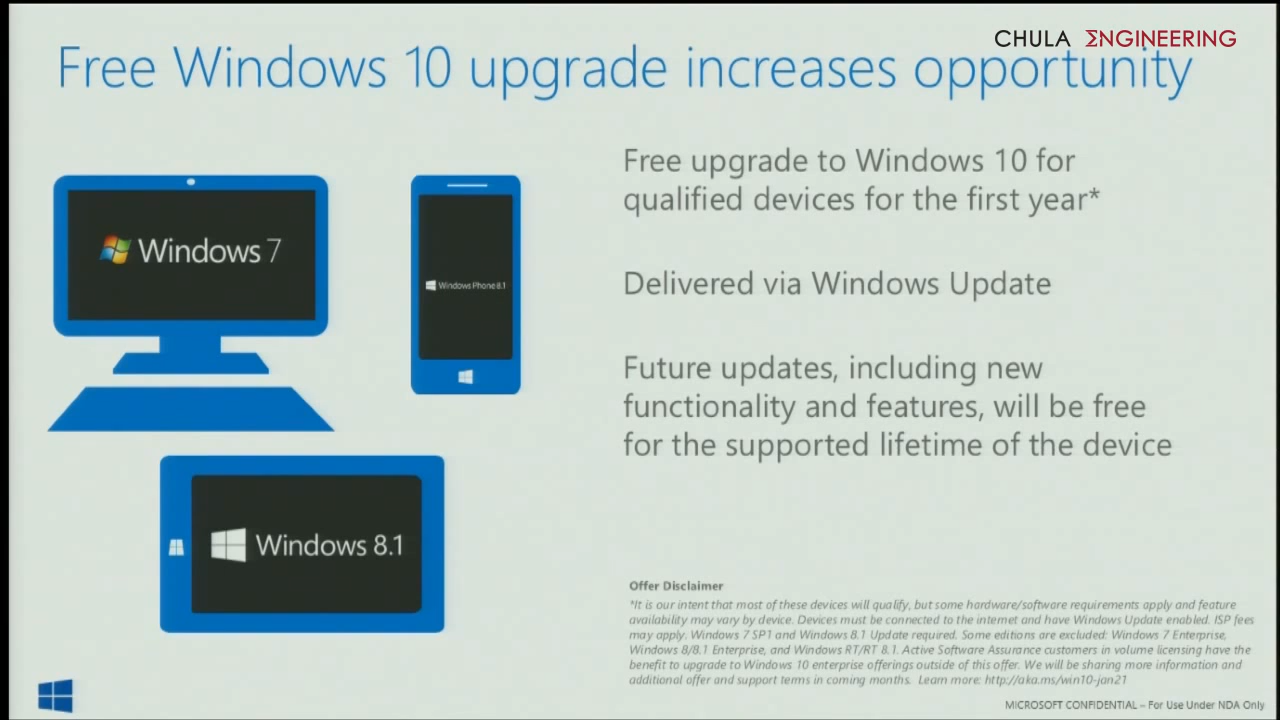 CHULA ΣNGINEERING
Free Windows 10 upgrade increases opportunity
Windows 7
Windows Phone 8.1
Windows 8.1
Free upgrade to Windows 10 for
qualified devices for the first year*
Delivered via Windows Update
Future updates, including new
functionality and features, will be free
for the supported lifetime of the device
Offer Disclaimer
*It is our intent that most of these devices will qualify, but some hardware/software requirements apply and feature
availability may vary by device. Devices must be connected to the internet and have Windows Update enabled. ISP fees
may apply. Windows 7 SP1 and Windows 8.1 Update required. Some editions are excluded: Windows 7 Enterprise,
Windows 8/8.1 Enterprise, and Windows RT/RT 8.1. Active Software Assurance customers in volume licensing have the
benefit to upgrade to Windows 10 enterprise offerings outside of this offer. We will be sharing more information and
additional offer and support terms in coming months. Learn more: http://aka.ms/win10-jan21
MICROSOFT CONFIDENTIAL – For Use Under NDA Only